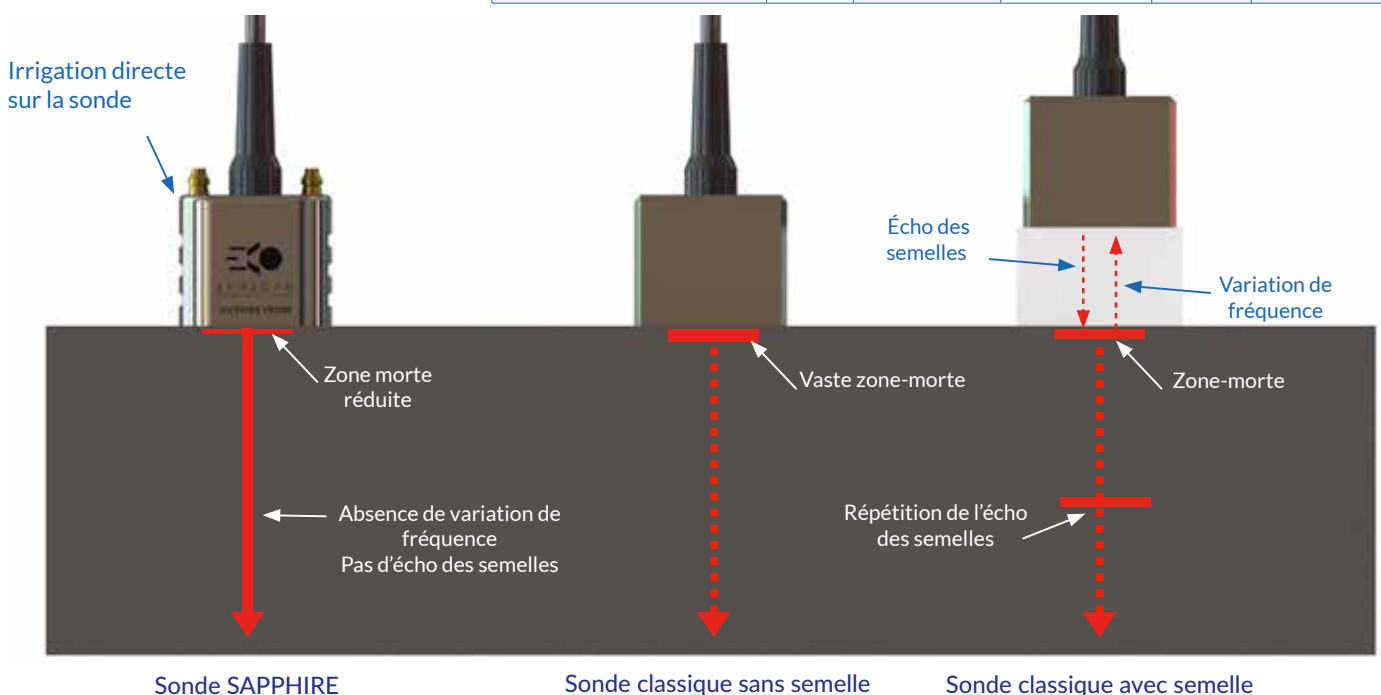 Irrigation directe
sur la sonde
EKO
Zone morte
réduite
Absence de variation de
fréquence
Pas d'écho des semelles
Vaste zone-morte
Écho des
semelles
Variation de
fréquence
Zone-morte
Répétition de l'écho
des semelles
Sonde SAPPHIRE
Sonde classique sans semelle
Sonde classique avec semelle